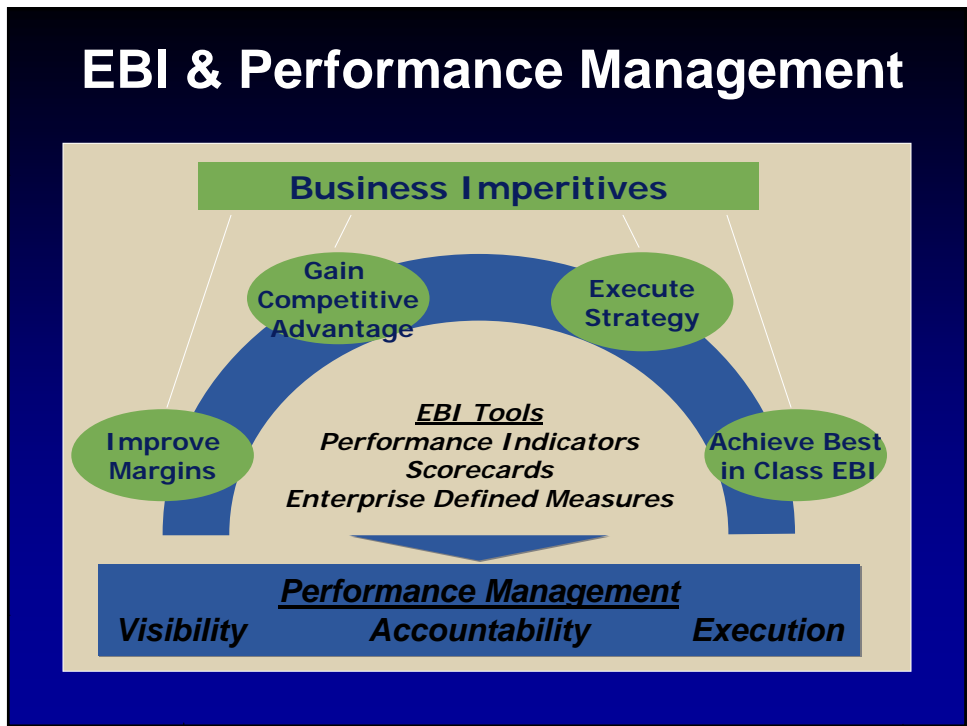 EBI & Performance Management
Business Imperitives
Gain
Competitive
Advantage
Execute
Strategy
Improve
Margins
Achieve Best
in Class EBI
EBI Tools
Performance Indicators
Scorecards
Enterprise Defined Measures
Performance Management
Visibility Accountability Execution